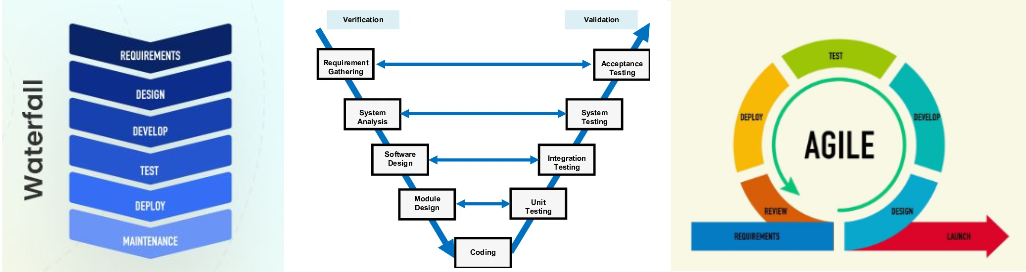 Waterfall
REQUIREMENTS
DESIGN
DEVELOP
TEST
DEPLOY
MAINTENANCE
Verification
Validation
Requirement
Gathering
Acceptance
Testing
System
Analysis
System
Testing
Software
Design
Integration
Testing
Module
Design
Unit
Testing
Coding
TEST
DEPLOY
DEVELOP
AGILE
REVIEW
DESIGN
REQUIREMENTS
LAUNCH